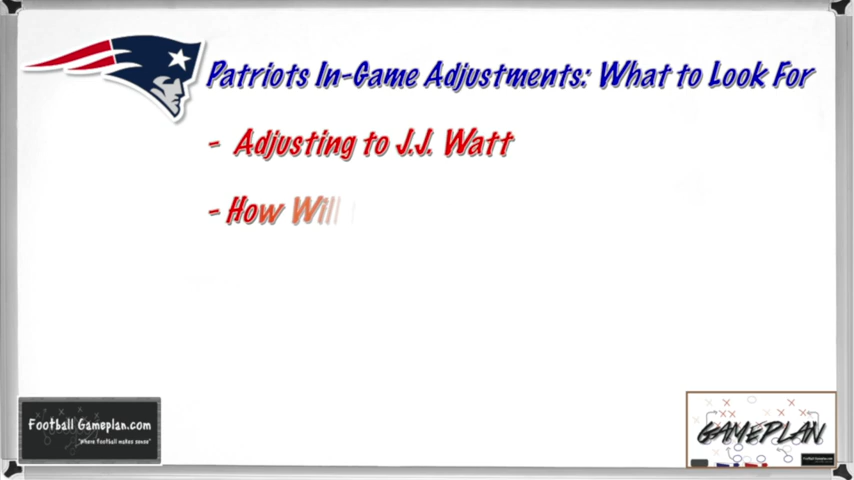 Patriots In-Game Adjustments: What to Look For
- Adjusting to J.J. Watt
- How Will
Football Gameplan.com
"Where football makes sense"
GAMEPLAN